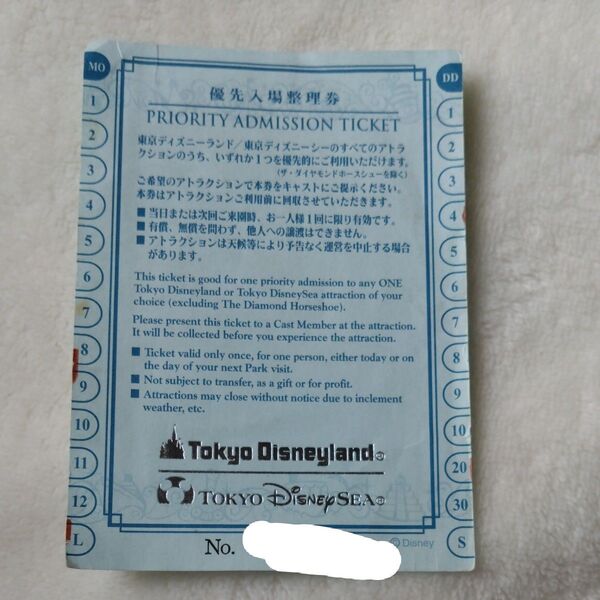 MO
DD
優先入場整理券
PRIORITY ADMISSION TICKET
東京ディズニーランド/東京ディズニーシーのすべてのアトラ
クションのうち、いずれか1つを優先的にご利用いただけます。
(ザ・ダイヤモンドホースシューを除く)
ご希望のアトラクションで本券をキャストにご提示ください。
本券はアトラクションご利用前に回収させていただきます。
■ 当日または次回ご来園時、お一人様1回に限り有効です。
■ 有償、無償を問わず、他人への譲渡はできません。
■ アトラクションは天候等により予告なく運営を中止する場合
があります。
This ticket is good for one priority admission to any ONE
Tokyo Disneyland or Tokyo DisneySea attraction of your
choice (excluding The Diamond Horseshoe).
Please present this ticket to a Cast Member at the attraction.
It will be collected before you experience the attraction.
■ Ticket valid only once, for one person, either today or on
the day of your next Park visit.
■ Not subject to transfer, as a gift or for profit.
■ Attractions may close without notice due to inclement
weather, etc.
Tokyo Disneyland®
TOKYO DISNEYSEA®
No.
© Disney
1
2
3
4
5
6
7
8
9
10
11
12
L
1
2
3
4
5
6
7
8
9
10
20
30
S